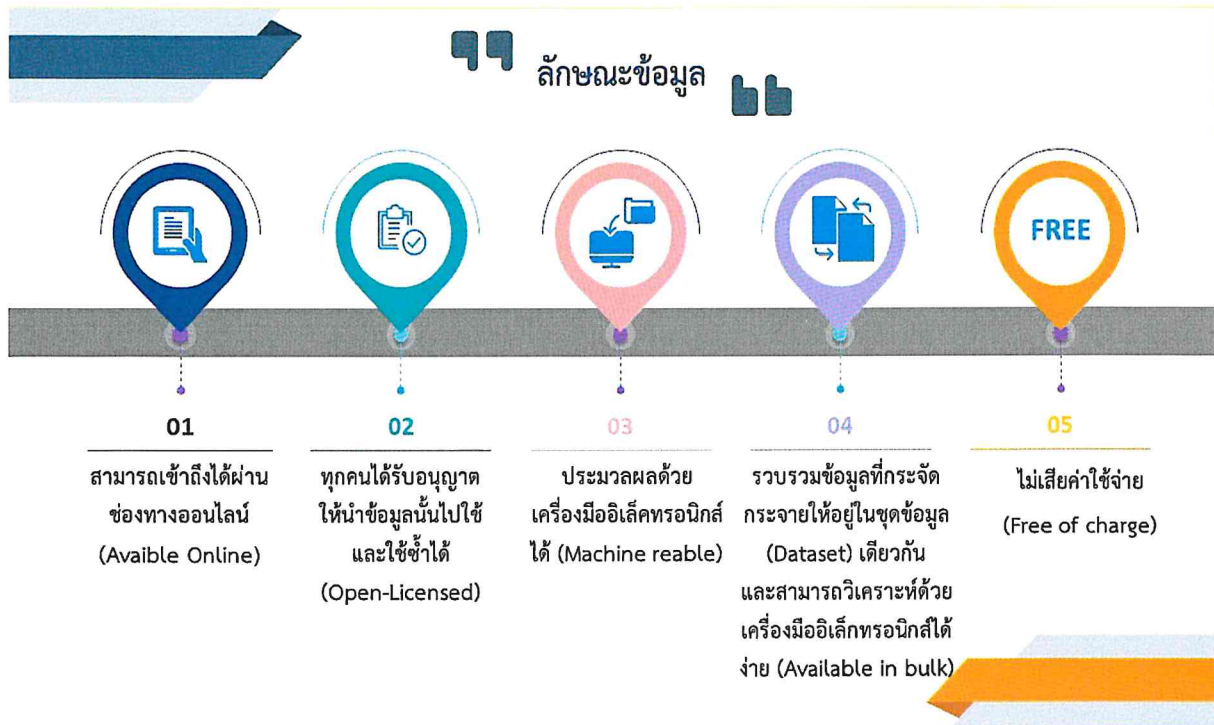 ลักษณะข้อมูล
FREE
01
สามารถเข้าถึงได้ผ่าน
ช่องทางออนไลน์
(Avaible Online)
02
ทุกคนได้รับอนุญาต
ให้นำข้อมูลนั้นไปใช้
และใช้ซ้ำได้
(Open-Licensed)
03
ประมวลผลด้วย
เครื่องมืออิเล็คทรอนิกส์
ได้ (Machine reable)
04
รวบรวมข้อมูลที่กระจัด
กระจายให้อยู่ในชุดข้อมูล
(Dataset) เดียวกัน
และสามารถวิเคราะห์ด้วย
เครื่องมืออิเล็กทรอนิกส์ได้
ง่าย (Available in bulk)
05
ไม่เสียค่าใช้จ่าย
(Free of charge)